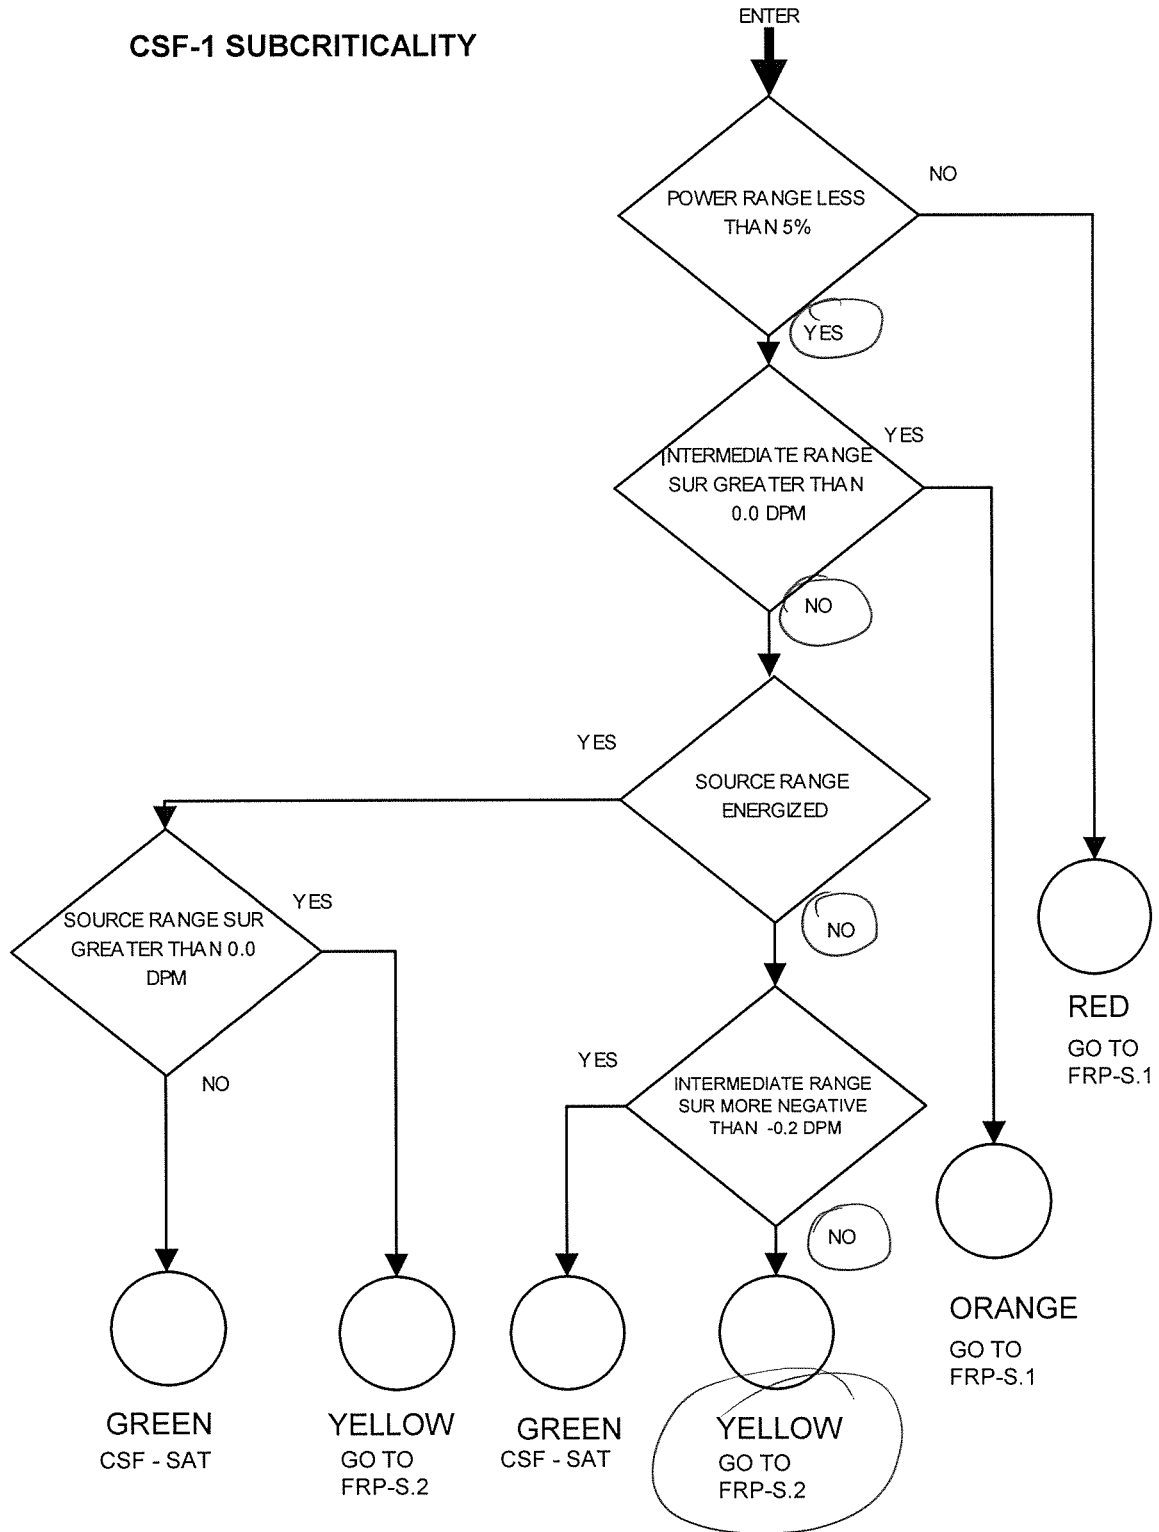 ENTER
CSF-1 SUBCRITICALITY
NO
POWER RANGE LESS
THAN 5%
YES
YES
INTERMEDIATE RANGE
SUR GREATER THAN
0.0 DPM
NO
YES
SOURCE RANGE
ENERGIZED
NO
YES
SOURCE RANGE SUR
GREATER THAN 0.0
DPM
NO
YES
INTERMEDIATE RANGE
SUR MORE NEGATIVE
THAN -0.2 DPM
NO
RED
GO TO
FRP-S.1
ORANGE
GO TO
FRP-S.1
GREEN
CSF - SAT
YELLOW
GO TO
FRP-S.2
GREEN
CSF - SAT
YELLOW
GO TO
FRP-S.2